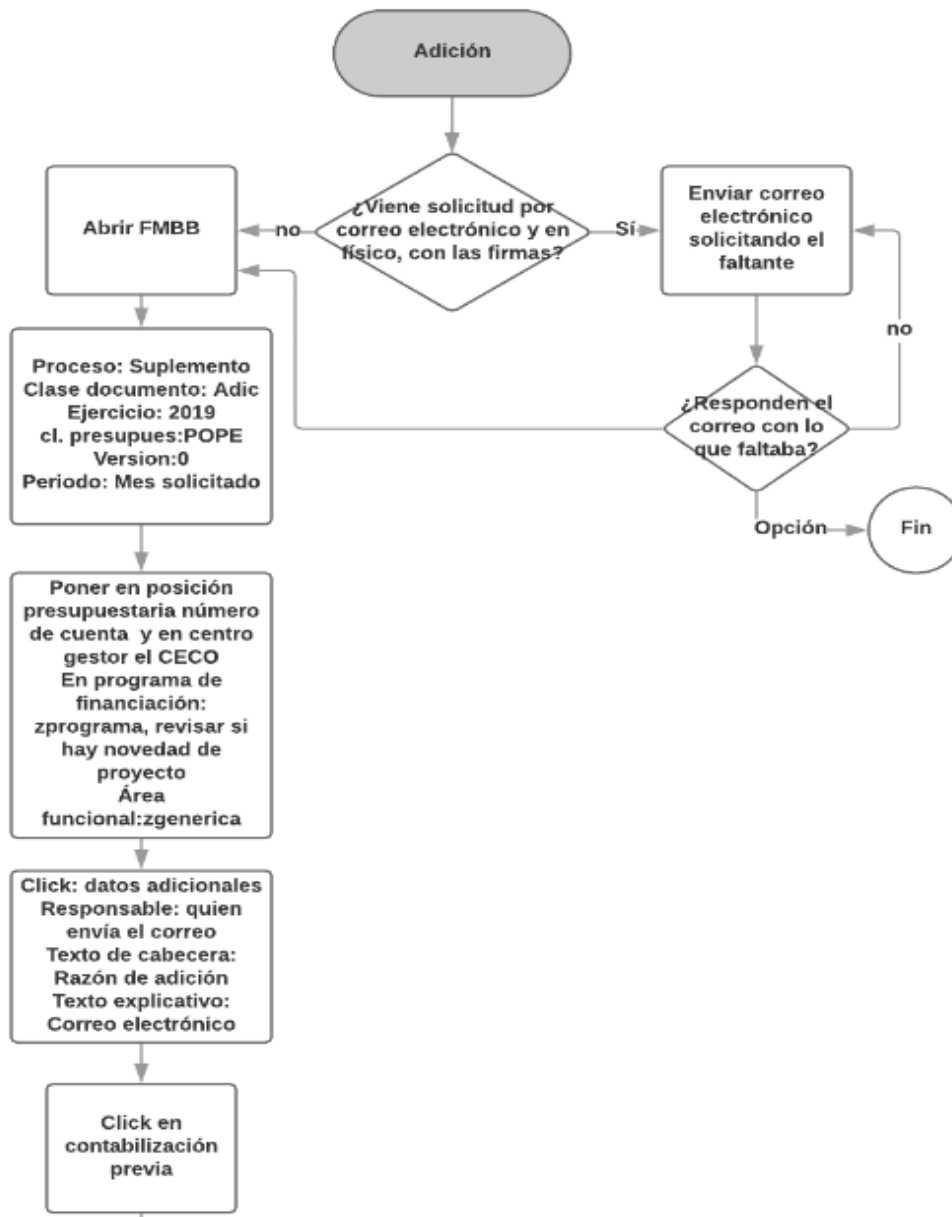 Adición
¿Viene solicitud por
correo electrónico y en
físico, con las firmas?
no
Sí
Abrir FMBB
Enviar correo
electrónico
solicitando el
faltante
no
¿Responden el
correo con lo
que faltaba?
Opción
Fin
Proceso: Suplemento
Clase documento: Adic
Ejercicio: 2019
cl. presupues:POPE
Version:0
Periodo: Mes solicitado
Poner en posición
presupuestaria número
de cuenta y en centro
gestor el CECO
En programa de
financiación:
zprograma, revisar si
hay novedad de
proyecto
Área
funcional:zgenerica
Click: datos adicionales
Responsable: quien
envía el correo
Texto de cabecera:
Razón de adición
Texto explicativo:
Correo electrónico
Click en
contabilización
previa